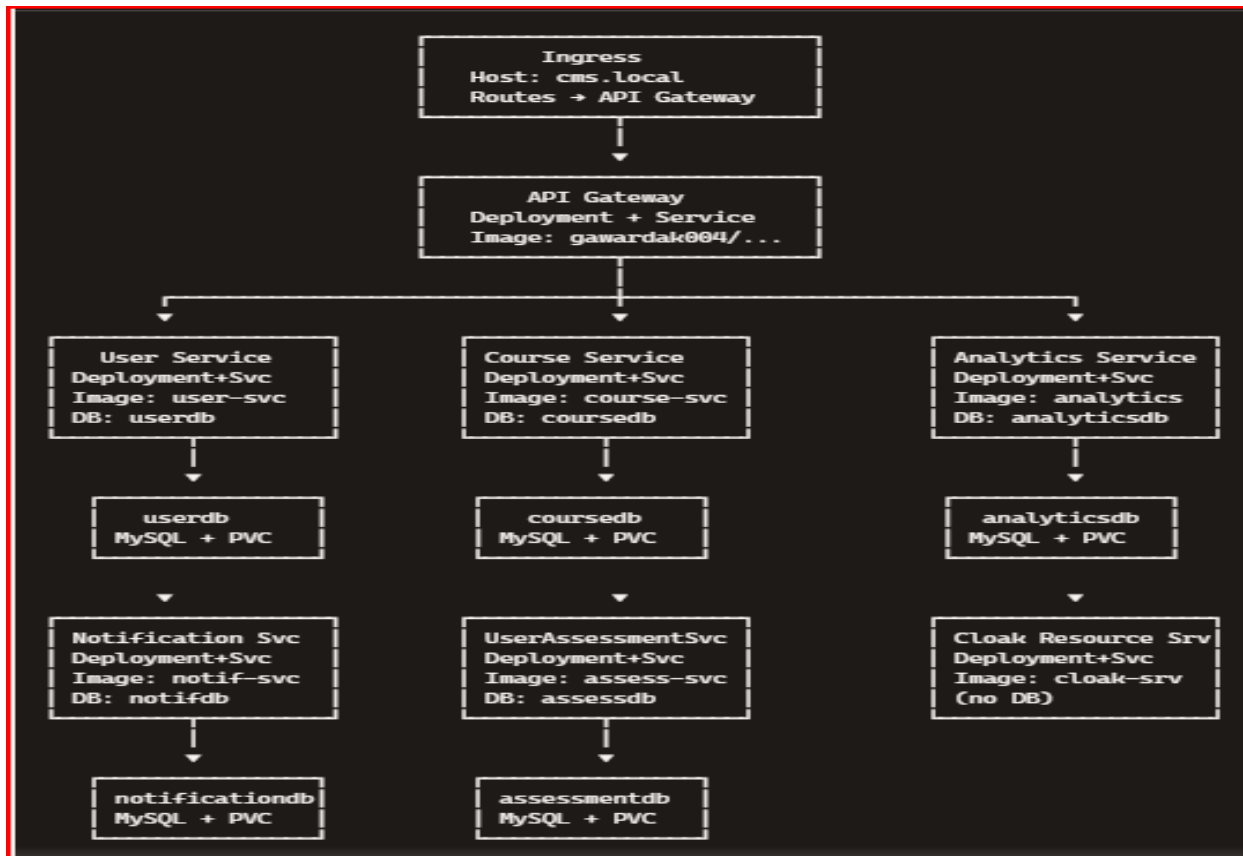 Ingress
Host: cms.local
Routes → API Gateway
API Gateway
Deployment + Service
Image: gawardak004/...
User Service
Deployment+Svc
Image: user-svc
DB: userdb
Course Service
Deployment+Svc
Image: course-svc
DB: coursedb
Analytics Service
Deployment+Svc
Image: analytics
DB: analyticsdb
userdb
MySQL + PVC
coursedb
MySQL + PVC
analyticsdb
MySQL + PVC
Notification Svc
Deployment+Svc
Image: notif-svc
DB: notifdb
UserAssessmentSvc
Deployment+Svc
Image: assess-svc
DB: assessdb
Cloak Resource Srv
Deployment+Svc
Image: cloak-srv
(no DB)
notificationdb
MySQL + PVC
assessmentdb
MySQL + PVC